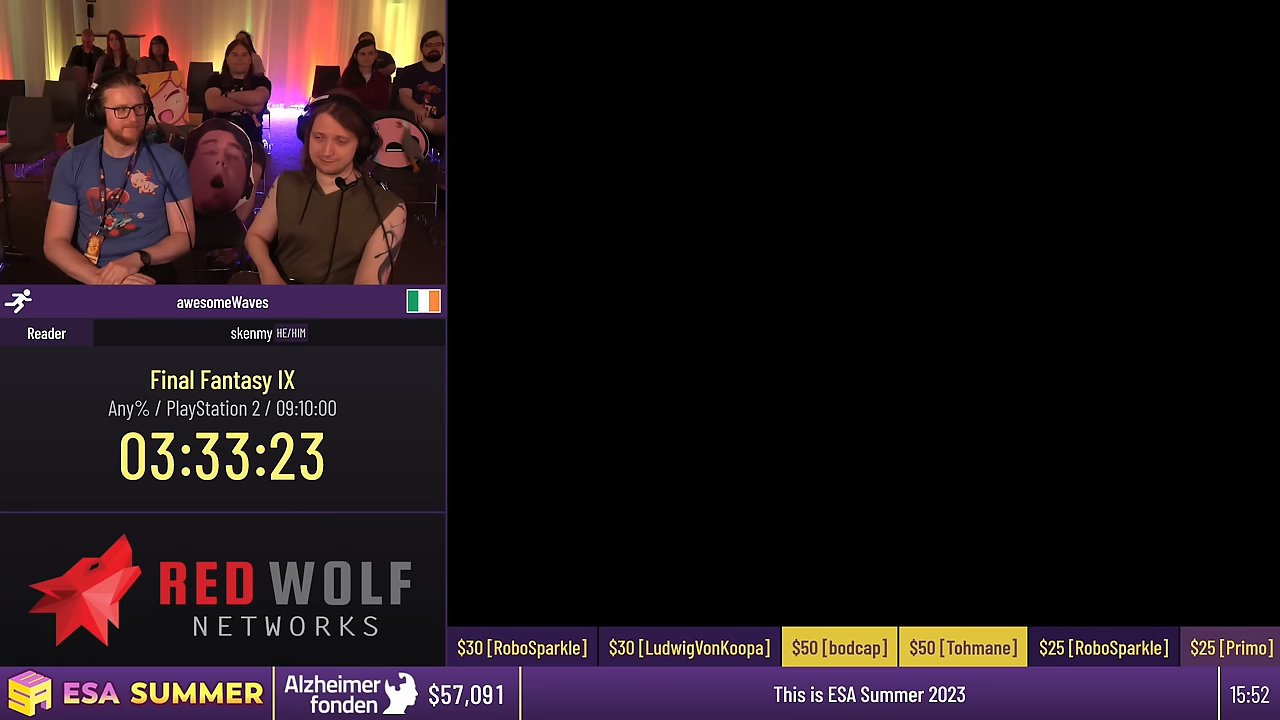 awesomeWaves
Reader
skenmy HE/HIM
Final Fantasy IX
Any% / PlayStation 2 / 09:10:00
03:33:23
RED WOLF
NETWORKS
$30 [RoboSparkle]
$30 [LudwigVonKoopa]
$50 [bodcap]
$50 [Tohmane]
$25 [RoboSparkle]
$25 [Primo]
ESA SUMMER
Alzheimer
fonden
$57,091
This is ESA Summer 2023
15:52